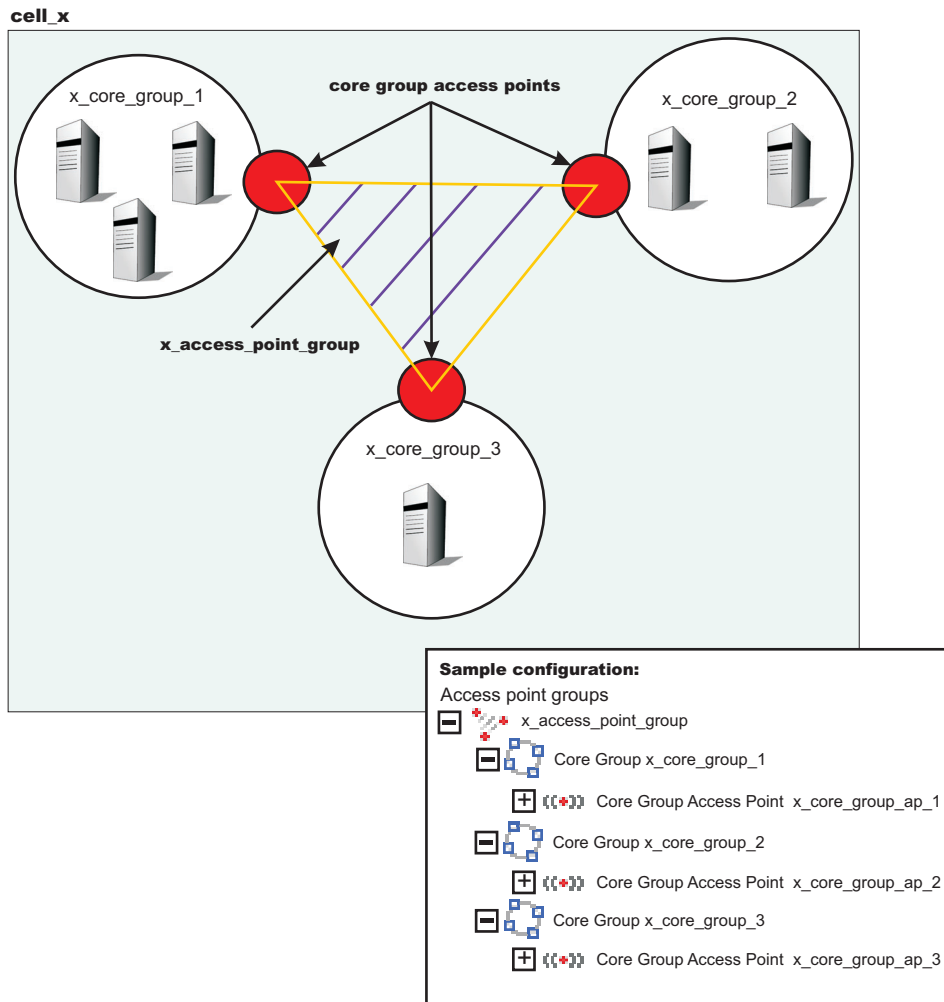 cell_x
x_core_group_1
core group access points
x_core_group_2
x_access_point_group
x_core_group_3
Sample configuration:
Access point groups
x_access_point_group
Core Group x_core_group_1
Core Group Access Point x_core_group_ap_1
Core Group x_core_group_2
Core Group Access Point x_core_group_ap_2
Core Group x_core_group_3
Core Group Access Point x_core_group_ap_3